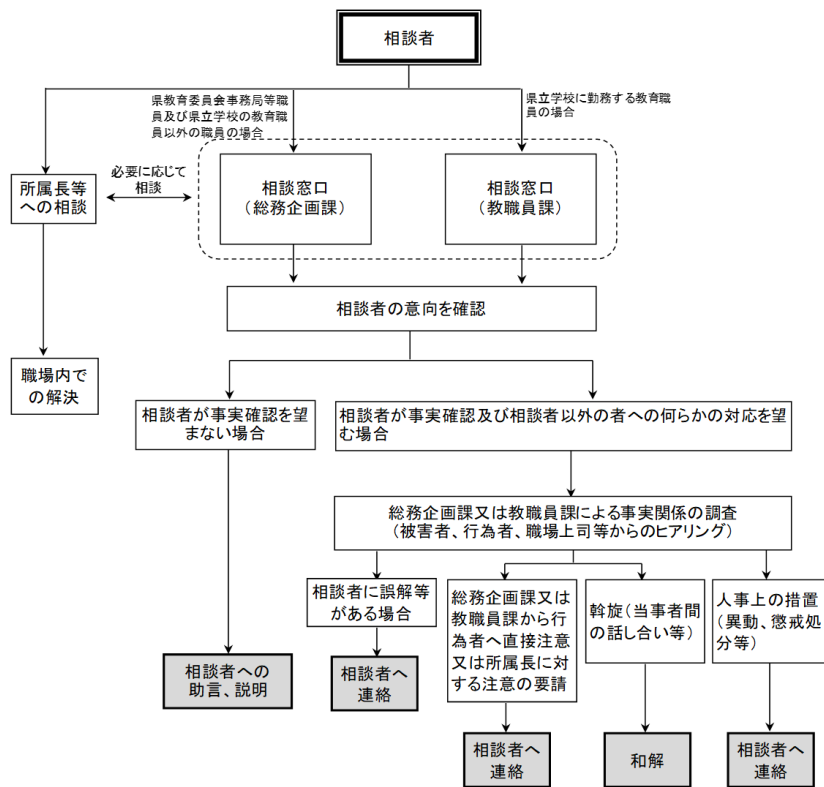 相談者
県教育委員会事務局等職
員及び県立学校の教育職
員以外の職員の場合
県立学校に勤務する教育職
員の場合
所属長等
への相談
必要に応じて
相談
相談窓口
（総務企画課）
相談窓口
（教職員課）
相談者の意向を確認
職場内で
の解決
相談者が事実確認を望
まない場合
相談者が事実確認及び相談者以外の者への何らかの対応を望
む場合
総務企画課又は教職員課による事実関係の調査
（被害者、行為者、職場上司等からのヒアリング）
相談者に誤解等
がある場合
総務企画課又は
教職員課から行
為者へ直接注意
又は所属長に対
する注意の要請
斡旋（当事者間
の話し合い等）
人事上の措置
（異動、懲戒処
分等）
相談者への
助言、説明
相談者へ
連絡
相談者へ
連絡
和解
相談者へ
連絡